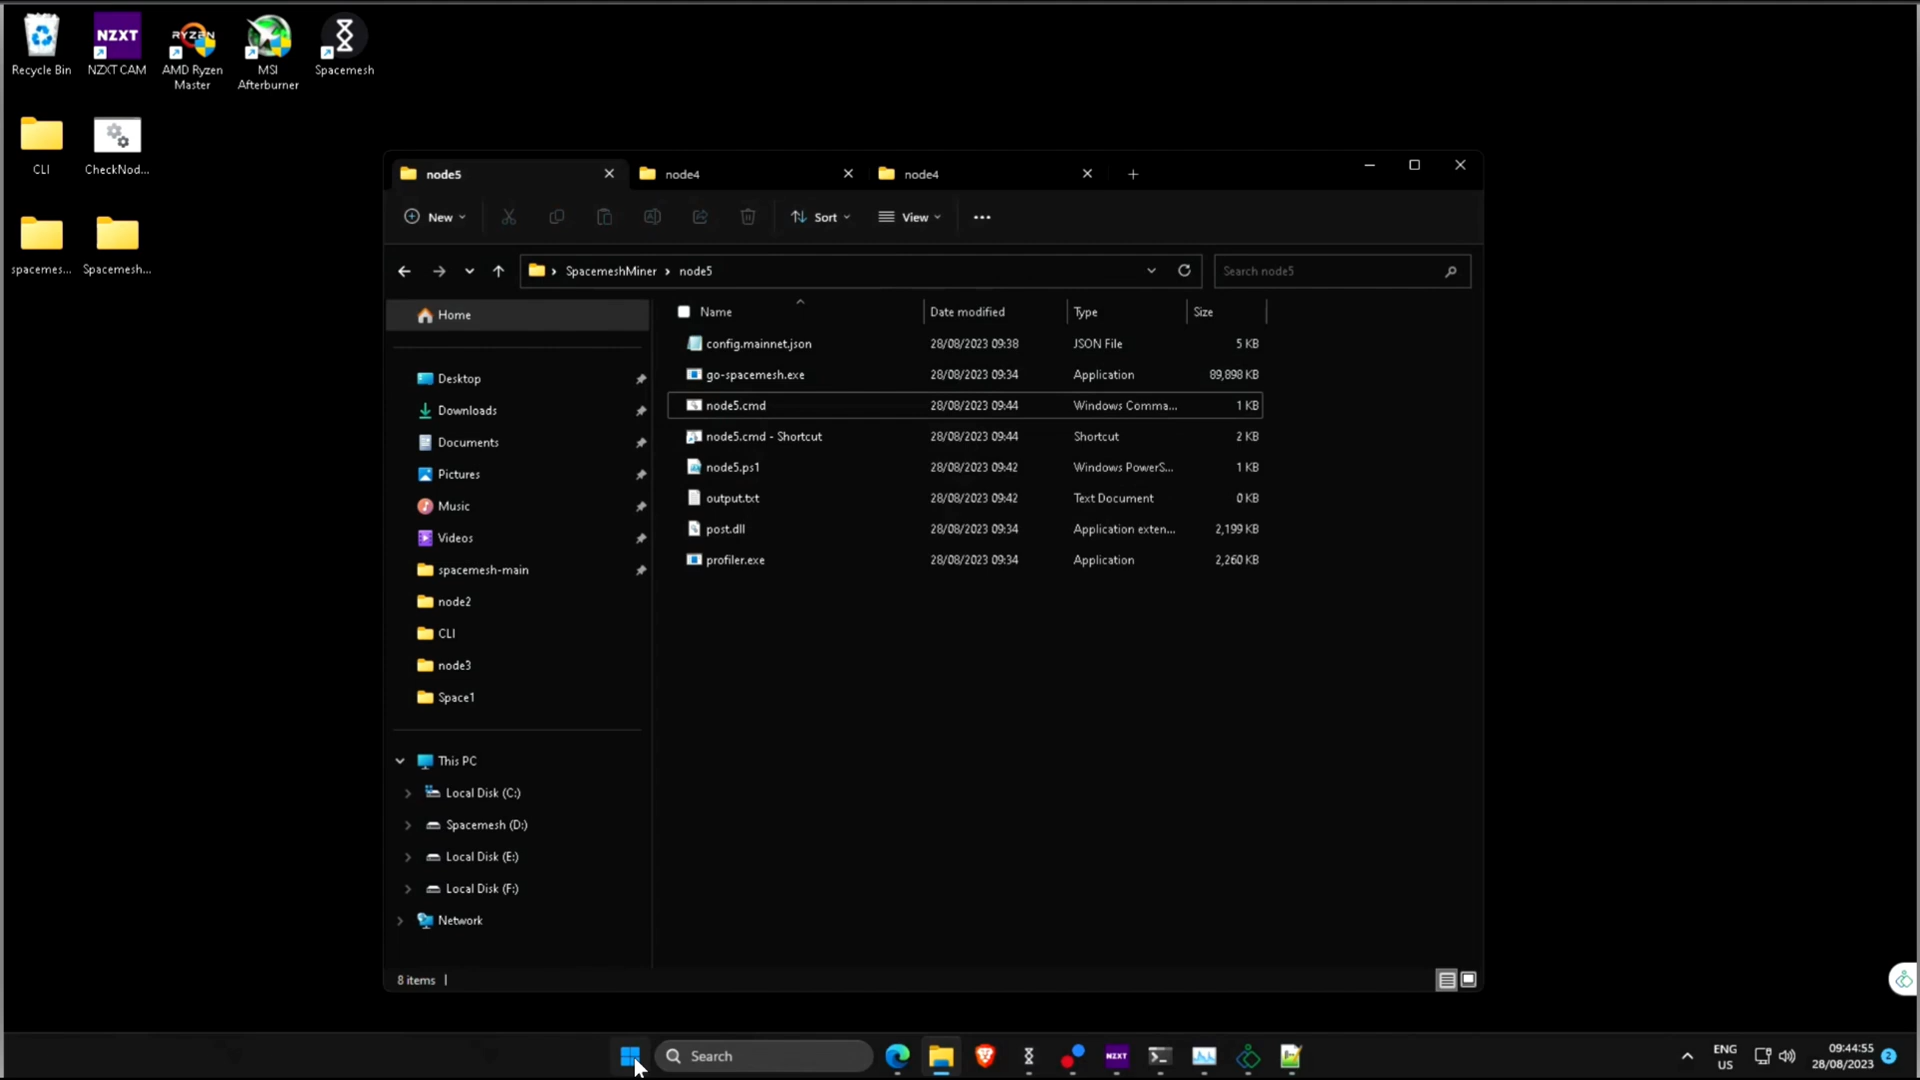 NZXT
RYZEN
Recycle Bin
NZXT CAM
AMD Ryzen
Master
MSI
Afterburner
Spacemesh
CLI
CheckNod...
spacemes...
Spacemesh...
node5
node4
node4
New
Sort
View
SpacemeshMiner
node5
Search node5
Home
Desktop
Downloads
Documents
Pictures
Music
Videos
spacemesh-main
node2
CLI
node3
Space1
This PC
Local Disk (C:)
Spacemesh (D:)
Local Disk (E:)
Local Disk (F:)
Network
Name Date modified Type Size
config.mainnet.json 28/08/2023 09:38 JSON File 5 KB
go-spacemesh.exe 28/08/2023 09:34 Application 89,898 KB
node5.cmd 28/08/2023 09:44 Windows Comma... 1 KB
node5.cmd - Shortcut 28/08/2023 09:44 Shortcut 2 KB
node5.ps1 28/08/2023 09:42 Windows PowerS... 1 KB
output.txt 28/08/2023 09:42 Text Document 0 KB
post.dll 28/08/2023 09:34 Application exten... 2,199 KB
profiler.exe 28/08/2023 09:34 Application 2,260 KB
8 items
Search
NZXT
ENG
US
09:44:55
28/08/2023
2